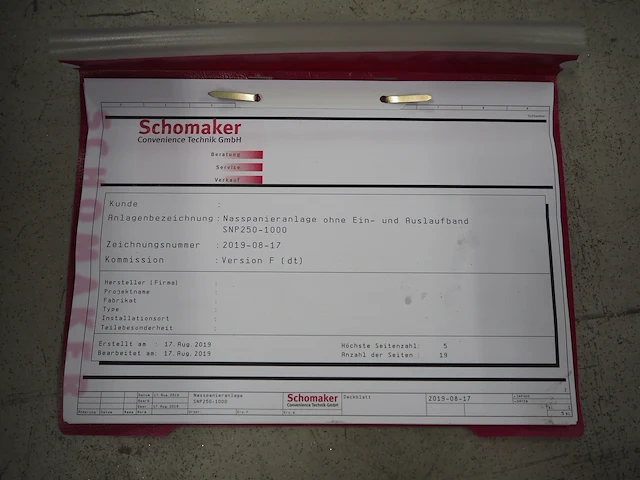 Schomaker
Convenience Technik GmbH
Beratung
Service
Verkauf
Kunde :
Anlagenbezeichnung : Nasspanieranlage ohne Ein- und Auslaufband
SNP250-1000
Zeichnungsnummer : 2019-08-17
Kommission : Version F (dt)
Hersteller (Firma) :
Projektname :
Fabrikat :
Type :
Installationsort :
Teilebesonderheit :
Erstellt am : 17.Aug.2019
Höchste Seitenzahl: 5
Bearbeitet am: 17.Aug.2019
Anzahl der Seiten : 19
Nasspanieranlage
SNP250-1000
Schomaker
Convenience Technik GmbH
Deckblatt
2019-08-17